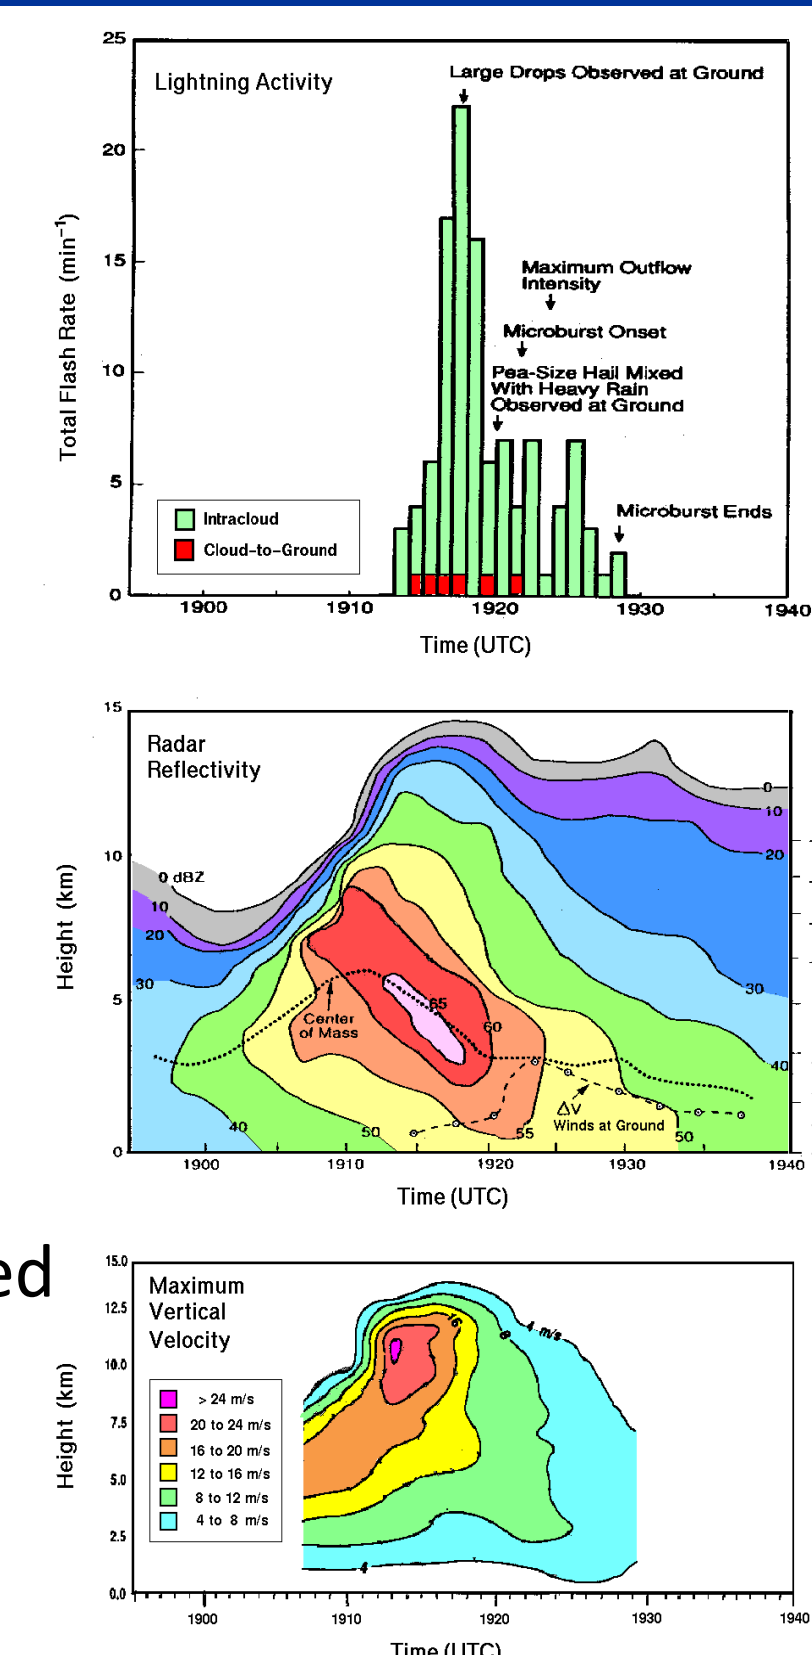 25
Lightning Activity
Large Drops Observed at Ground
20
15
10
5
0
Total Flash Rate (min⁻¹)
Maximum Outflow
Intensity
Microburst Onset
Pea-Size Hail Mixed
With Heavy Rain
Observed at Ground
Microburst Ends
Intracloud
Cloud-to-Ground
1900 1910 1920 1930 1940
Time (UTC)
15
Radar
Reflectivity
10
5
0
Height (km)
0 dBZ
10
20
30
40
50
55
60
65
50
0
10
20
30
40
Center
of Mass
ΔV
Winds at Ground
1900 1910 1920 1930 1940
Time (UTC)
ed
15.0
12.5
10.0
7.5
5.0
2.5
0.0
Height (km)
Maximum
Vertical
Velocity
> 24 m/s
20 to 24 m/s
16 to 20 m/s
12 to 16 m/s
8 to 12 m/s
4 to 8 m/s
16
8
4 m/s
4
1900 1910 1920 1930 1940
Time (UTC)